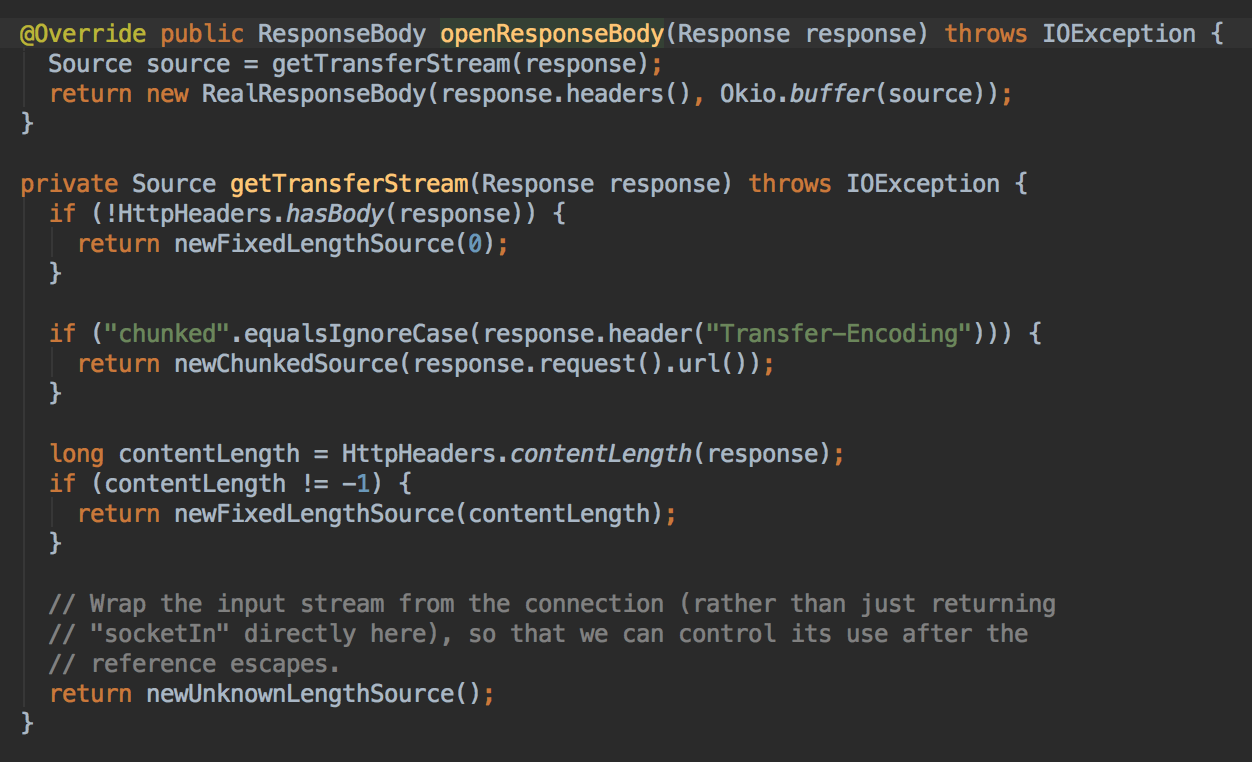 @Override public ResponseBody openResponseBody(Response response) throws IOException {
  Source source = getTransferStream(response);
  return new RealResponseBody(response.headers(), Okio.buffer(source));
}

private Source getTransferStream(Response response) throws IOException {
  if (!HttpHeaders.hasBody(response)) {
    return newFixedLengthSource(0);
  }

  if ("chunked".equalsIgnoreCase(response.header("Transfer-Encoding"))) {
    return newChunkedSource(response.request().url());
  }

  long contentLength = HttpHeaders.contentLength(response);
  if (contentLength != -1) {
    return newFixedLengthSource(contentLength);
  }

  // Wrap the input stream from the connection (rather than just returning
  // "socketIn" directly here), so that we can control its use after the
  // reference escapes.
  return newUnknownLengthSource();
}